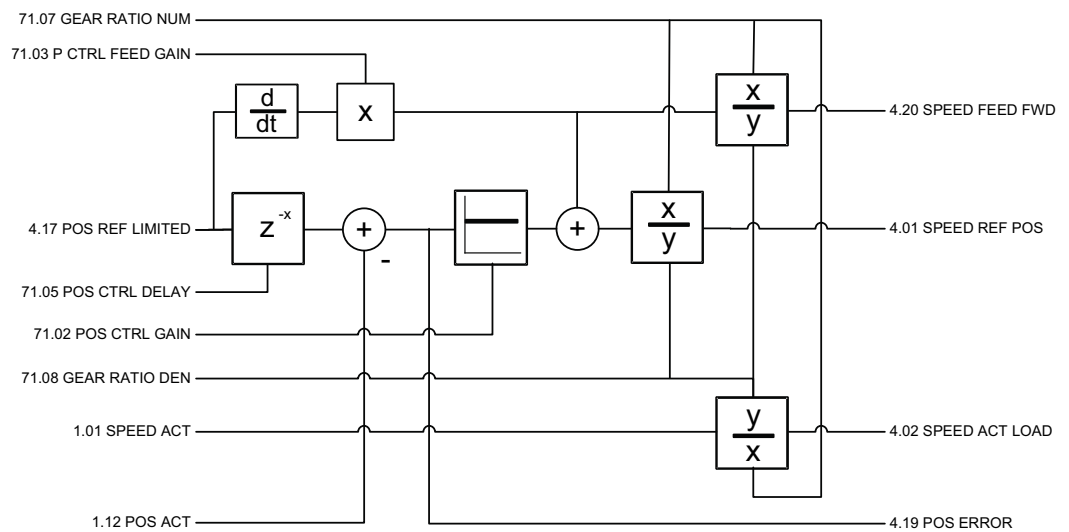 71.07 GEAR RATIO NUM
71.03 P CTRL FEED GAIN
d
dt
x
x
y
4.20 SPEED FEED FWD
4.17 POS REF LIMITED
z-x
+
-
+
x
y
4.01 SPEED REF POS
71.05 POS CTRL DELAY
71.02 POS CTRL GAIN
71.08 GEAR RATIO DEN
1.01 SPEED ACT
y
x
4.02 SPEED ACT LOAD
1.12 POS ACT
4.19 POS ERROR